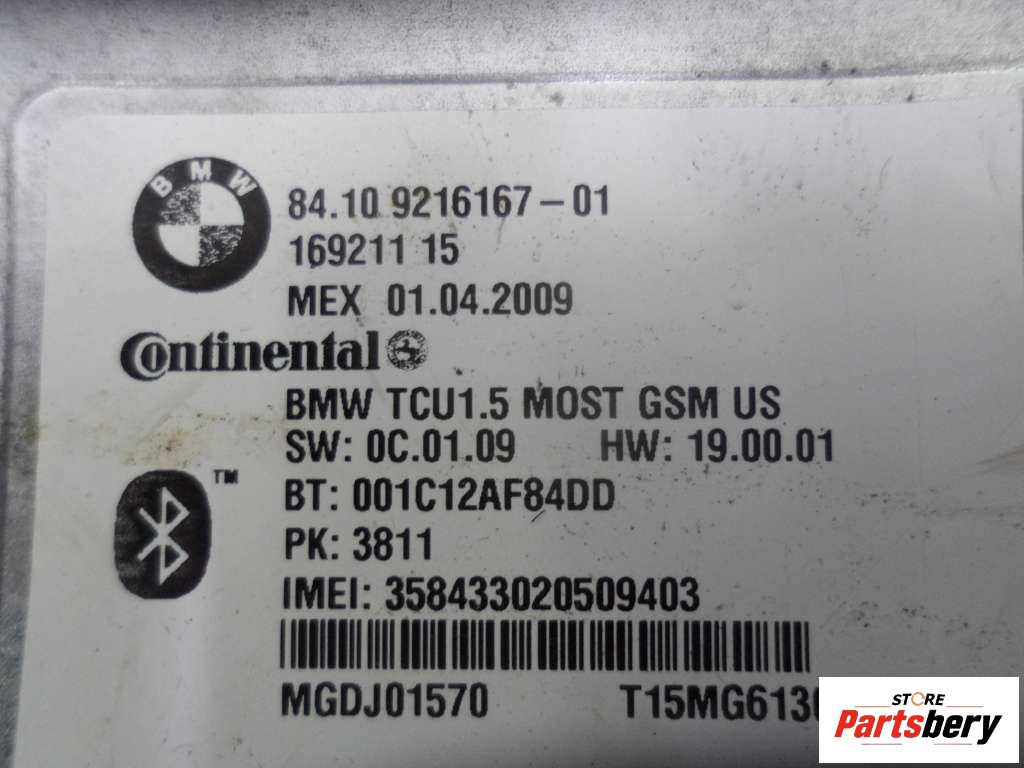 BMW
84.10 9216167-01
169211 15
MEX 01.04.2009
Continental
BMW TCU1.5 MOST GSM US
SW: 0C.01.09 HW: 19.00.01
™
BT: 001C12AF84DD
PK: 3811
IMEI: 358433020509403
MGDJ01570
STORE
Partsbery